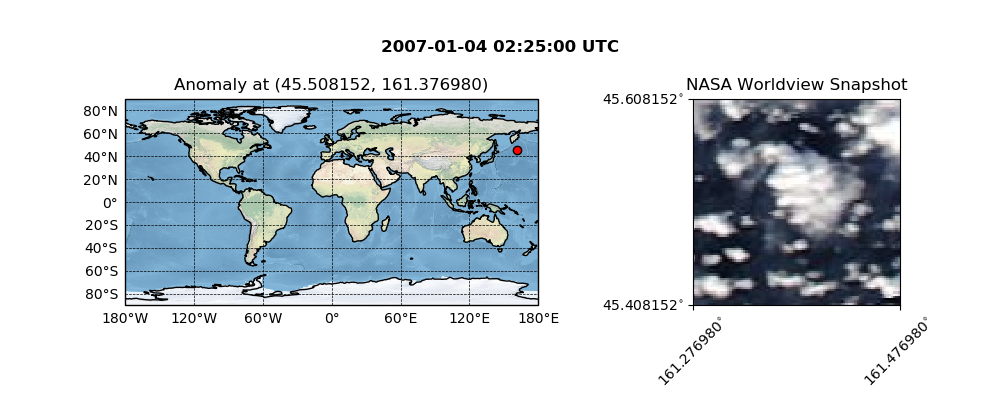 2007-01-04 02:25:00 UTC
Anomaly at (45.508152, 161.376980)
80°N
60°N
40°N
20°N
0°
20°S
40°S
60°S
80°S
180°W 120°W 60°W 0° 60°E 120°E 180°E
NASA Worldview Snapshot
45.608152°
45.408152°
161.276980°
161.476980°